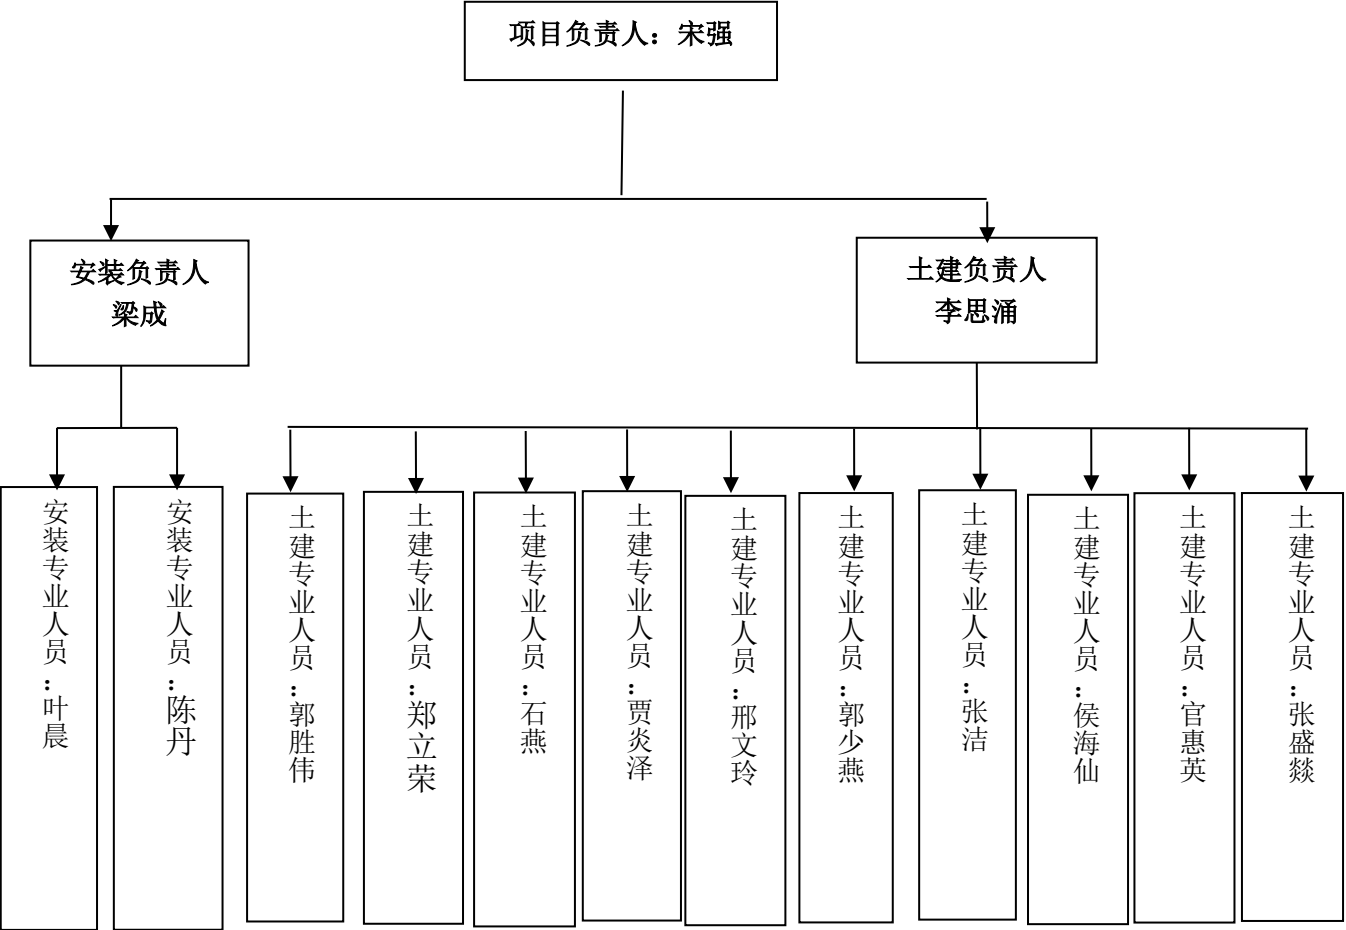 项目负责人：宋强
安装负责人
梁成
土建负责人
李思涌
安装专业人员：叶晨
安装专业人员：陈丹
土建专业人员：郭胜伟
土建专业人员：郑立荣
土建专业人员：石燕
土建专业人员：贾炎泽
土建专业人员：邢文玲
土建专业人员：郭少燕
土建专业人员：张洁
土建专业人员：侯海仙
土建专业人员：官惠英
土建专业人员：张盛燚